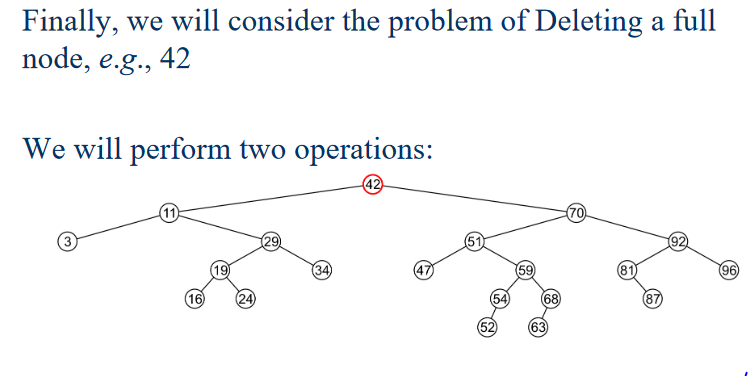 Finally, we will consider the problem of Deleting a full
node, e.g., 42
We will perform two operations:
42
11 70
3 29 51 92
19 34 47 59 81 96
16 24 54 68 87
52 63